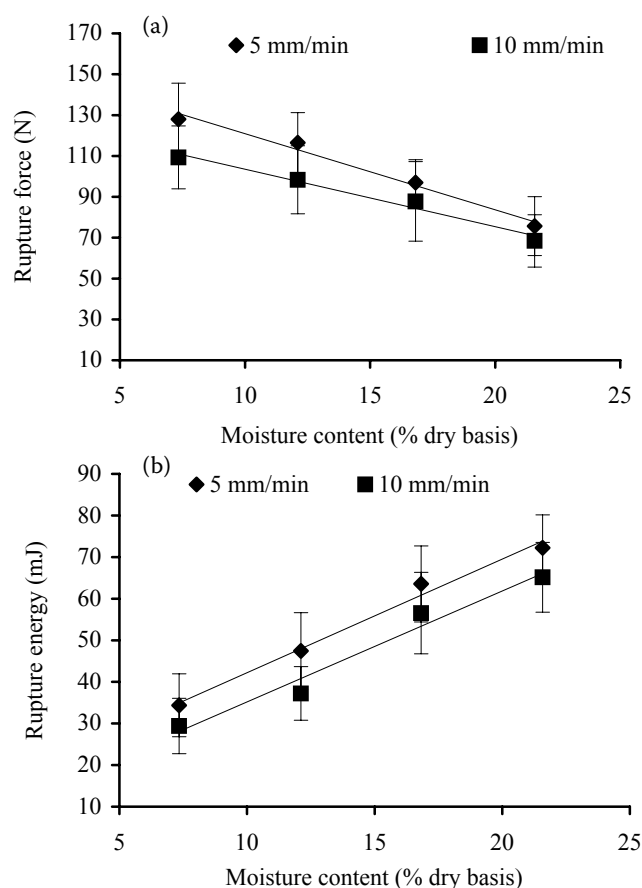 (a)
5 mm/min 10 mm/min
170
150
130
110
90
70
50
30
10
Rupture force (N)
5 10 15 20 25
Moisture content (% dry basis)
(b)
5 mm/min 10 mm/min
90
80
70
60
50
40
30
20
10
Rupture energy (mJ)
5 10 15 20 25
Moisture content (% dry basis)